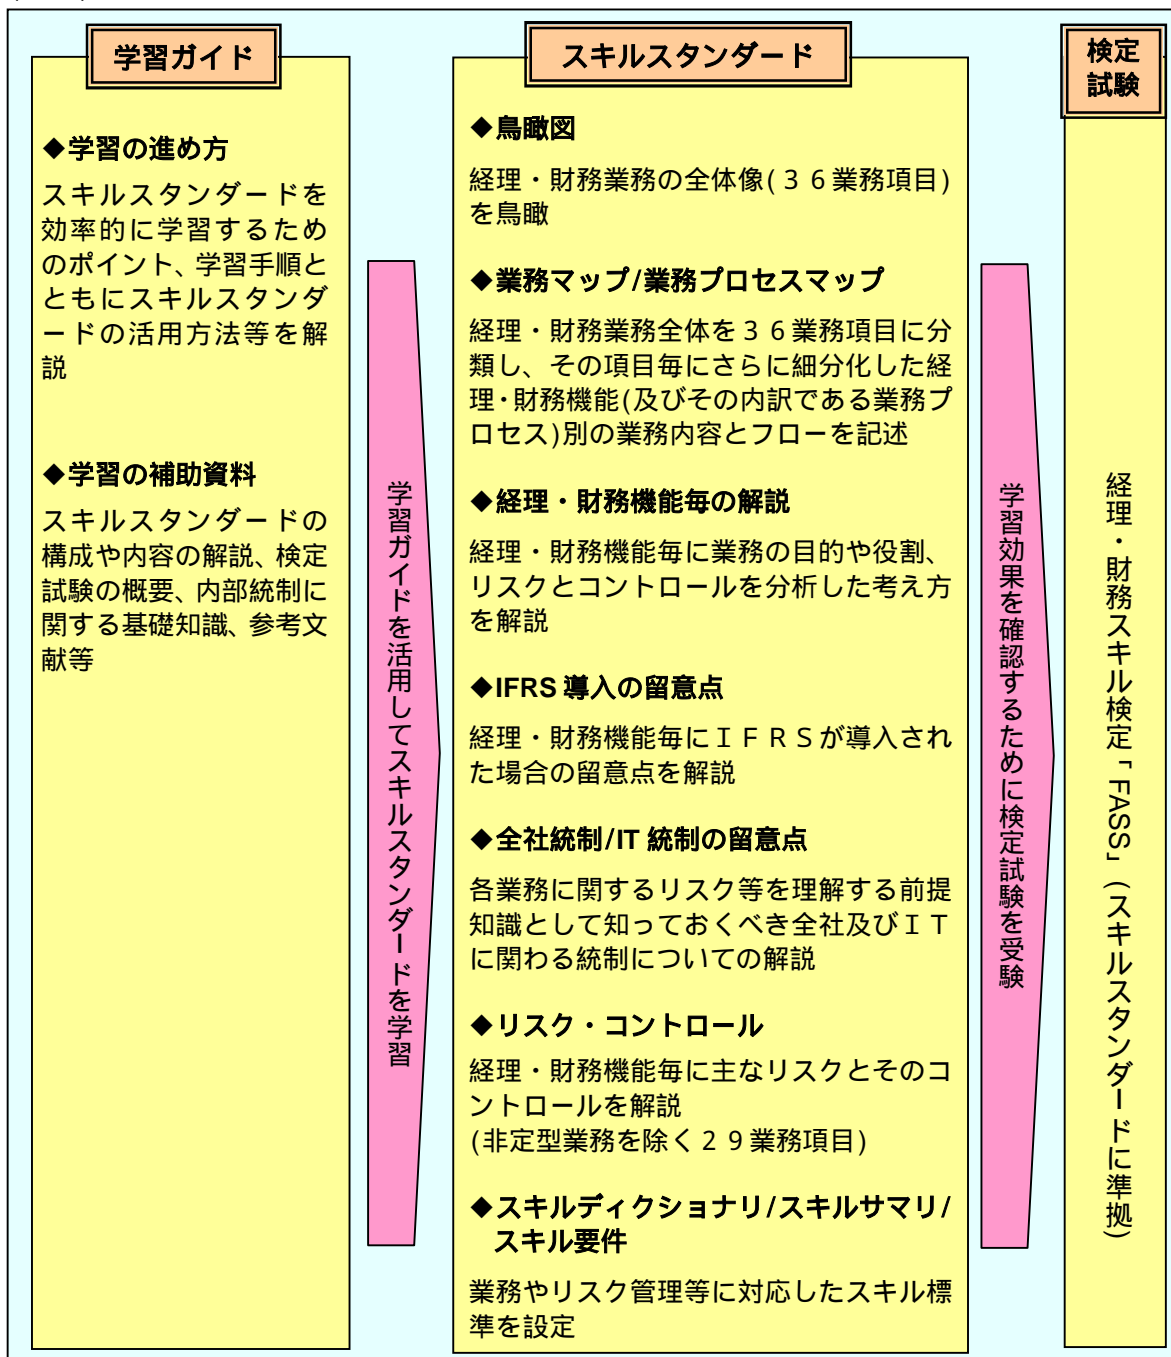 学習ガイド
◆学習の進め方
スキルスタンダードを
効率的に学習するため
のポイント、学習手順と
ともにスキルスタンダ
ードの活用方法等を解
説
◆学習の補助資料
スキルスタンダードの
構成や内容の解説、検定
試験の概要、内部統制に
関する基礎知識、参考文
献等
学習ガイドを活用してスキルスタンダードを学習
スキルスタンダード
◆鳥瞰図
経理・財務業務の全体像(36業務項目)
を鳥瞰
◆業務マップ/業務プロセスマップ
経理・財務業務全体を36業務項目に分
類し、その項目毎にさらに細分化した経
理・財務機能(及びその内訳である業務プ
ロセス)別の業務内容とフローを記述
◆経理・財務機能毎の解説
経理・財務機能毎に業務の目的や役割、
リスクとコントロールを分析した考え方
を解説
◆IFRS 導入の留意点
経理・財務機能毎にIFRSが導入され
た場合の留意点を解説
◆全社統制/IT 統制の留意点
各業務に関するリスク等を理解する前提
知識として知っておくべき全社及びIT
に関わる統制についての解説
◆リスク・コントロール
経理・財務機能毎に主なリスクとそのコ
ントロールを解説
(非定型業務を除く29業務項目)
◆スキルディクショナリ/スキルサマリ/
スキル要件
業務やリスク管理等に対応したスキル標
準を設定
学習効果を確認するために検定試験を受験
検定
試験
経理・財務スキル検定「FASS」(スキルスタンダードに準拠)